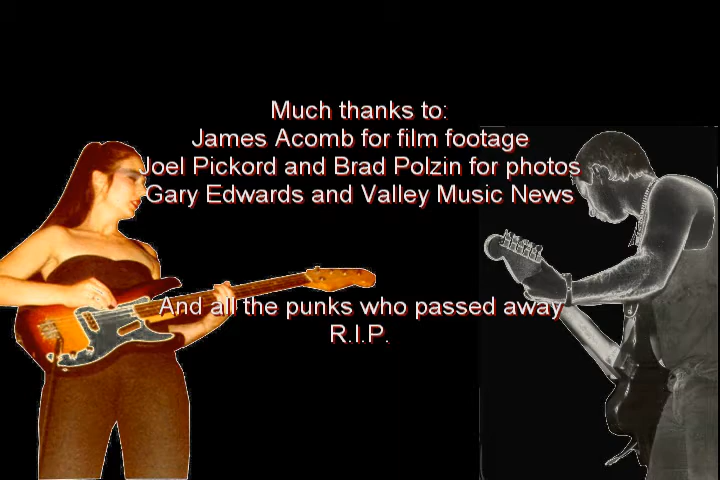 Much thanks to:
James Acomb for film footage
Joel Pickord and Brad Polzin for photos
Gary Edwards and Valley Music News
And all the punks who passed away
R.I.P.